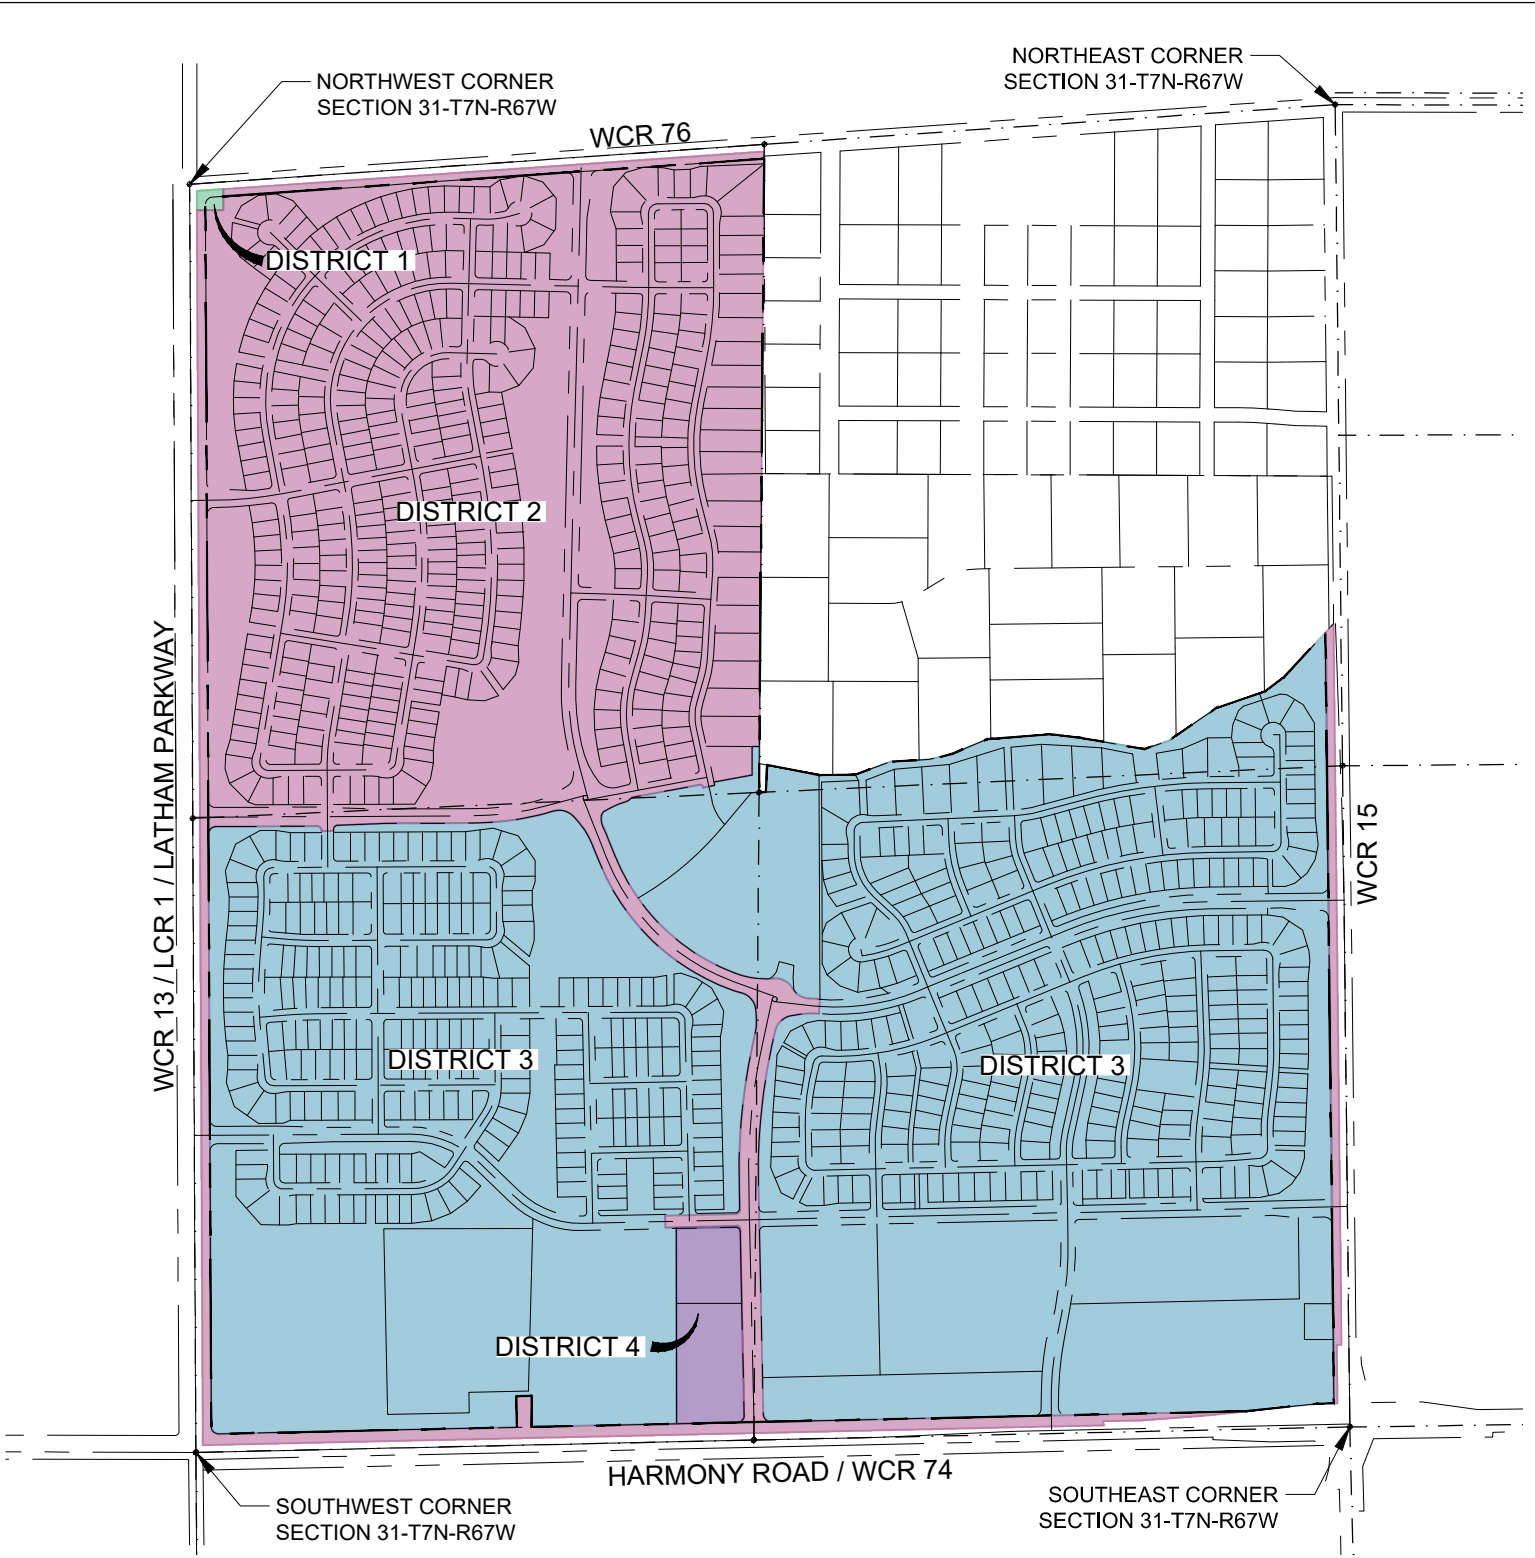 NORTHWEST CORNER
SECTION 31-T7N-R67W
NORTHEAST CORNER
SECTION 31-T7N-R67W
WCR 76
DISTRICT 1
DISTRICT 2
WCR 13 / LCR 1 / LATHAM PARKWAY
WCR 15
DISTRICT 3
DISTRICT 3
DISTRICT 4
HARMONY ROAD / WCR 74
SOUTHWEST CORNER
SECTION 31-T7N-R67W
SOUTHEAST CORNER
SECTION 31-T7N-R67W